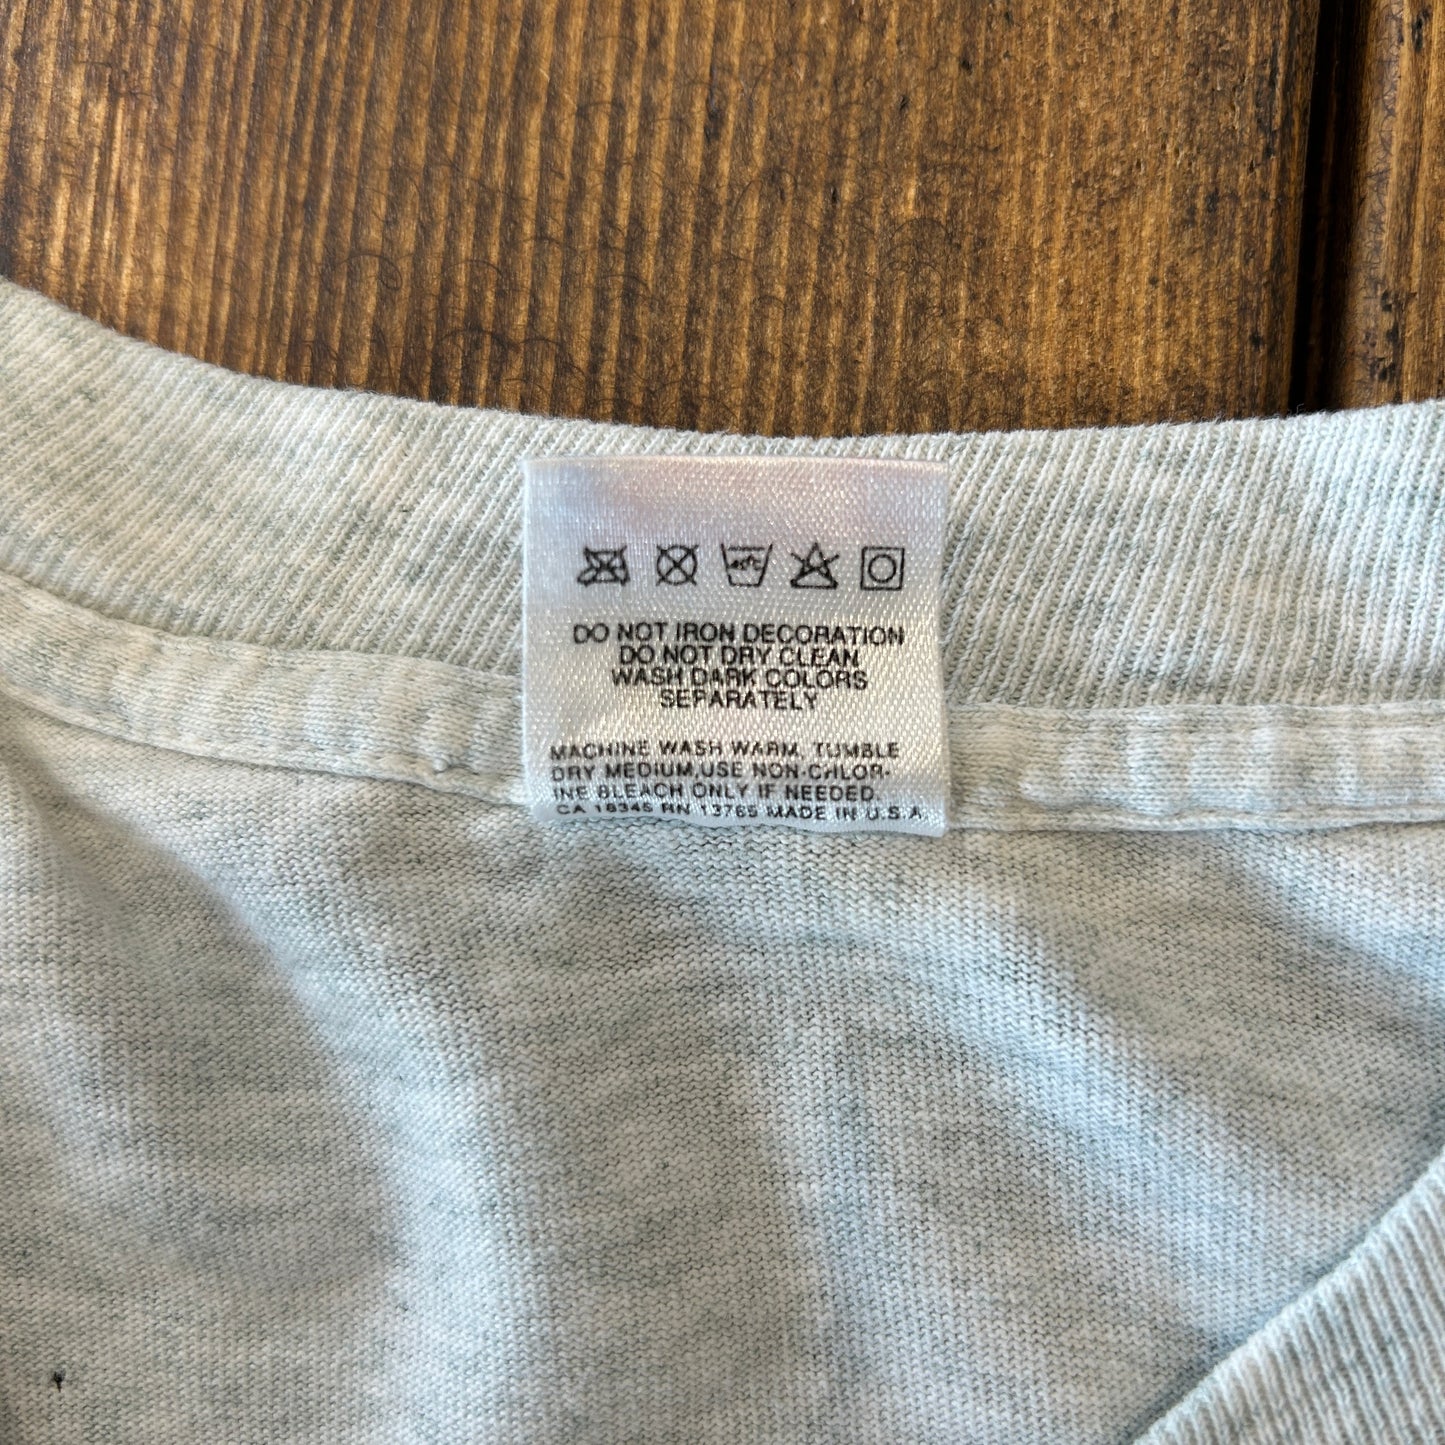 40°C
DO NOT IRON DECORATION
DO NOT DRY CLEAN
WASH DARK COLORS
SEPARATELY
MACHINE WASH WARM, TUMBLE
DRY MEDIUM,USE NON-CHLOR-
INE BLEACH ONLY IF NEEDED.
CA 18345 RN 13765 MADE IN U.S.A.